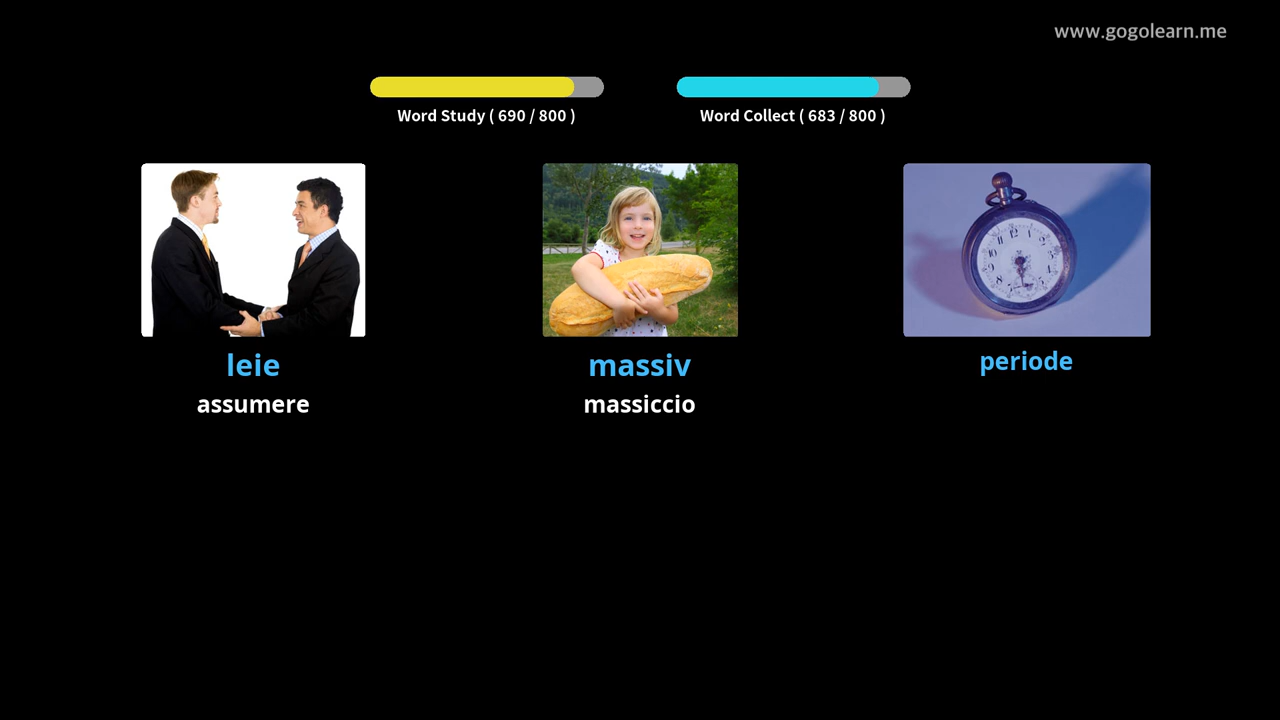 www.gogolearn.me
Word Study ( 690 / 800 )
Word Collect ( 683 / 800 )
leie
assumere
massiv
massiccio
periode